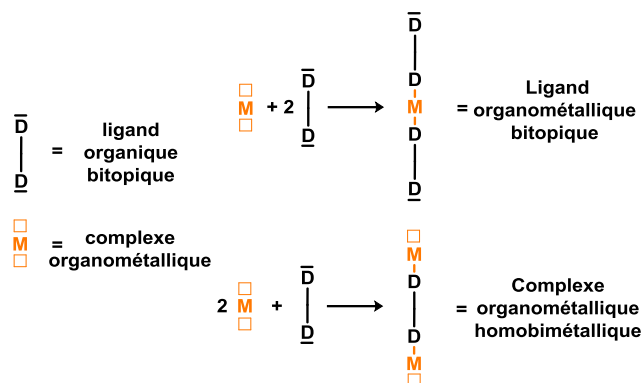 D
D
=
ligand
organique
bitopique
M
=
complexe
organométallique
M + 2 D
D
D
D
M
D
D
=
Ligand
organométallique
bitopique
2 M + D
D
M
D
D
M
=
Complexe
organométallique
homobimétallique